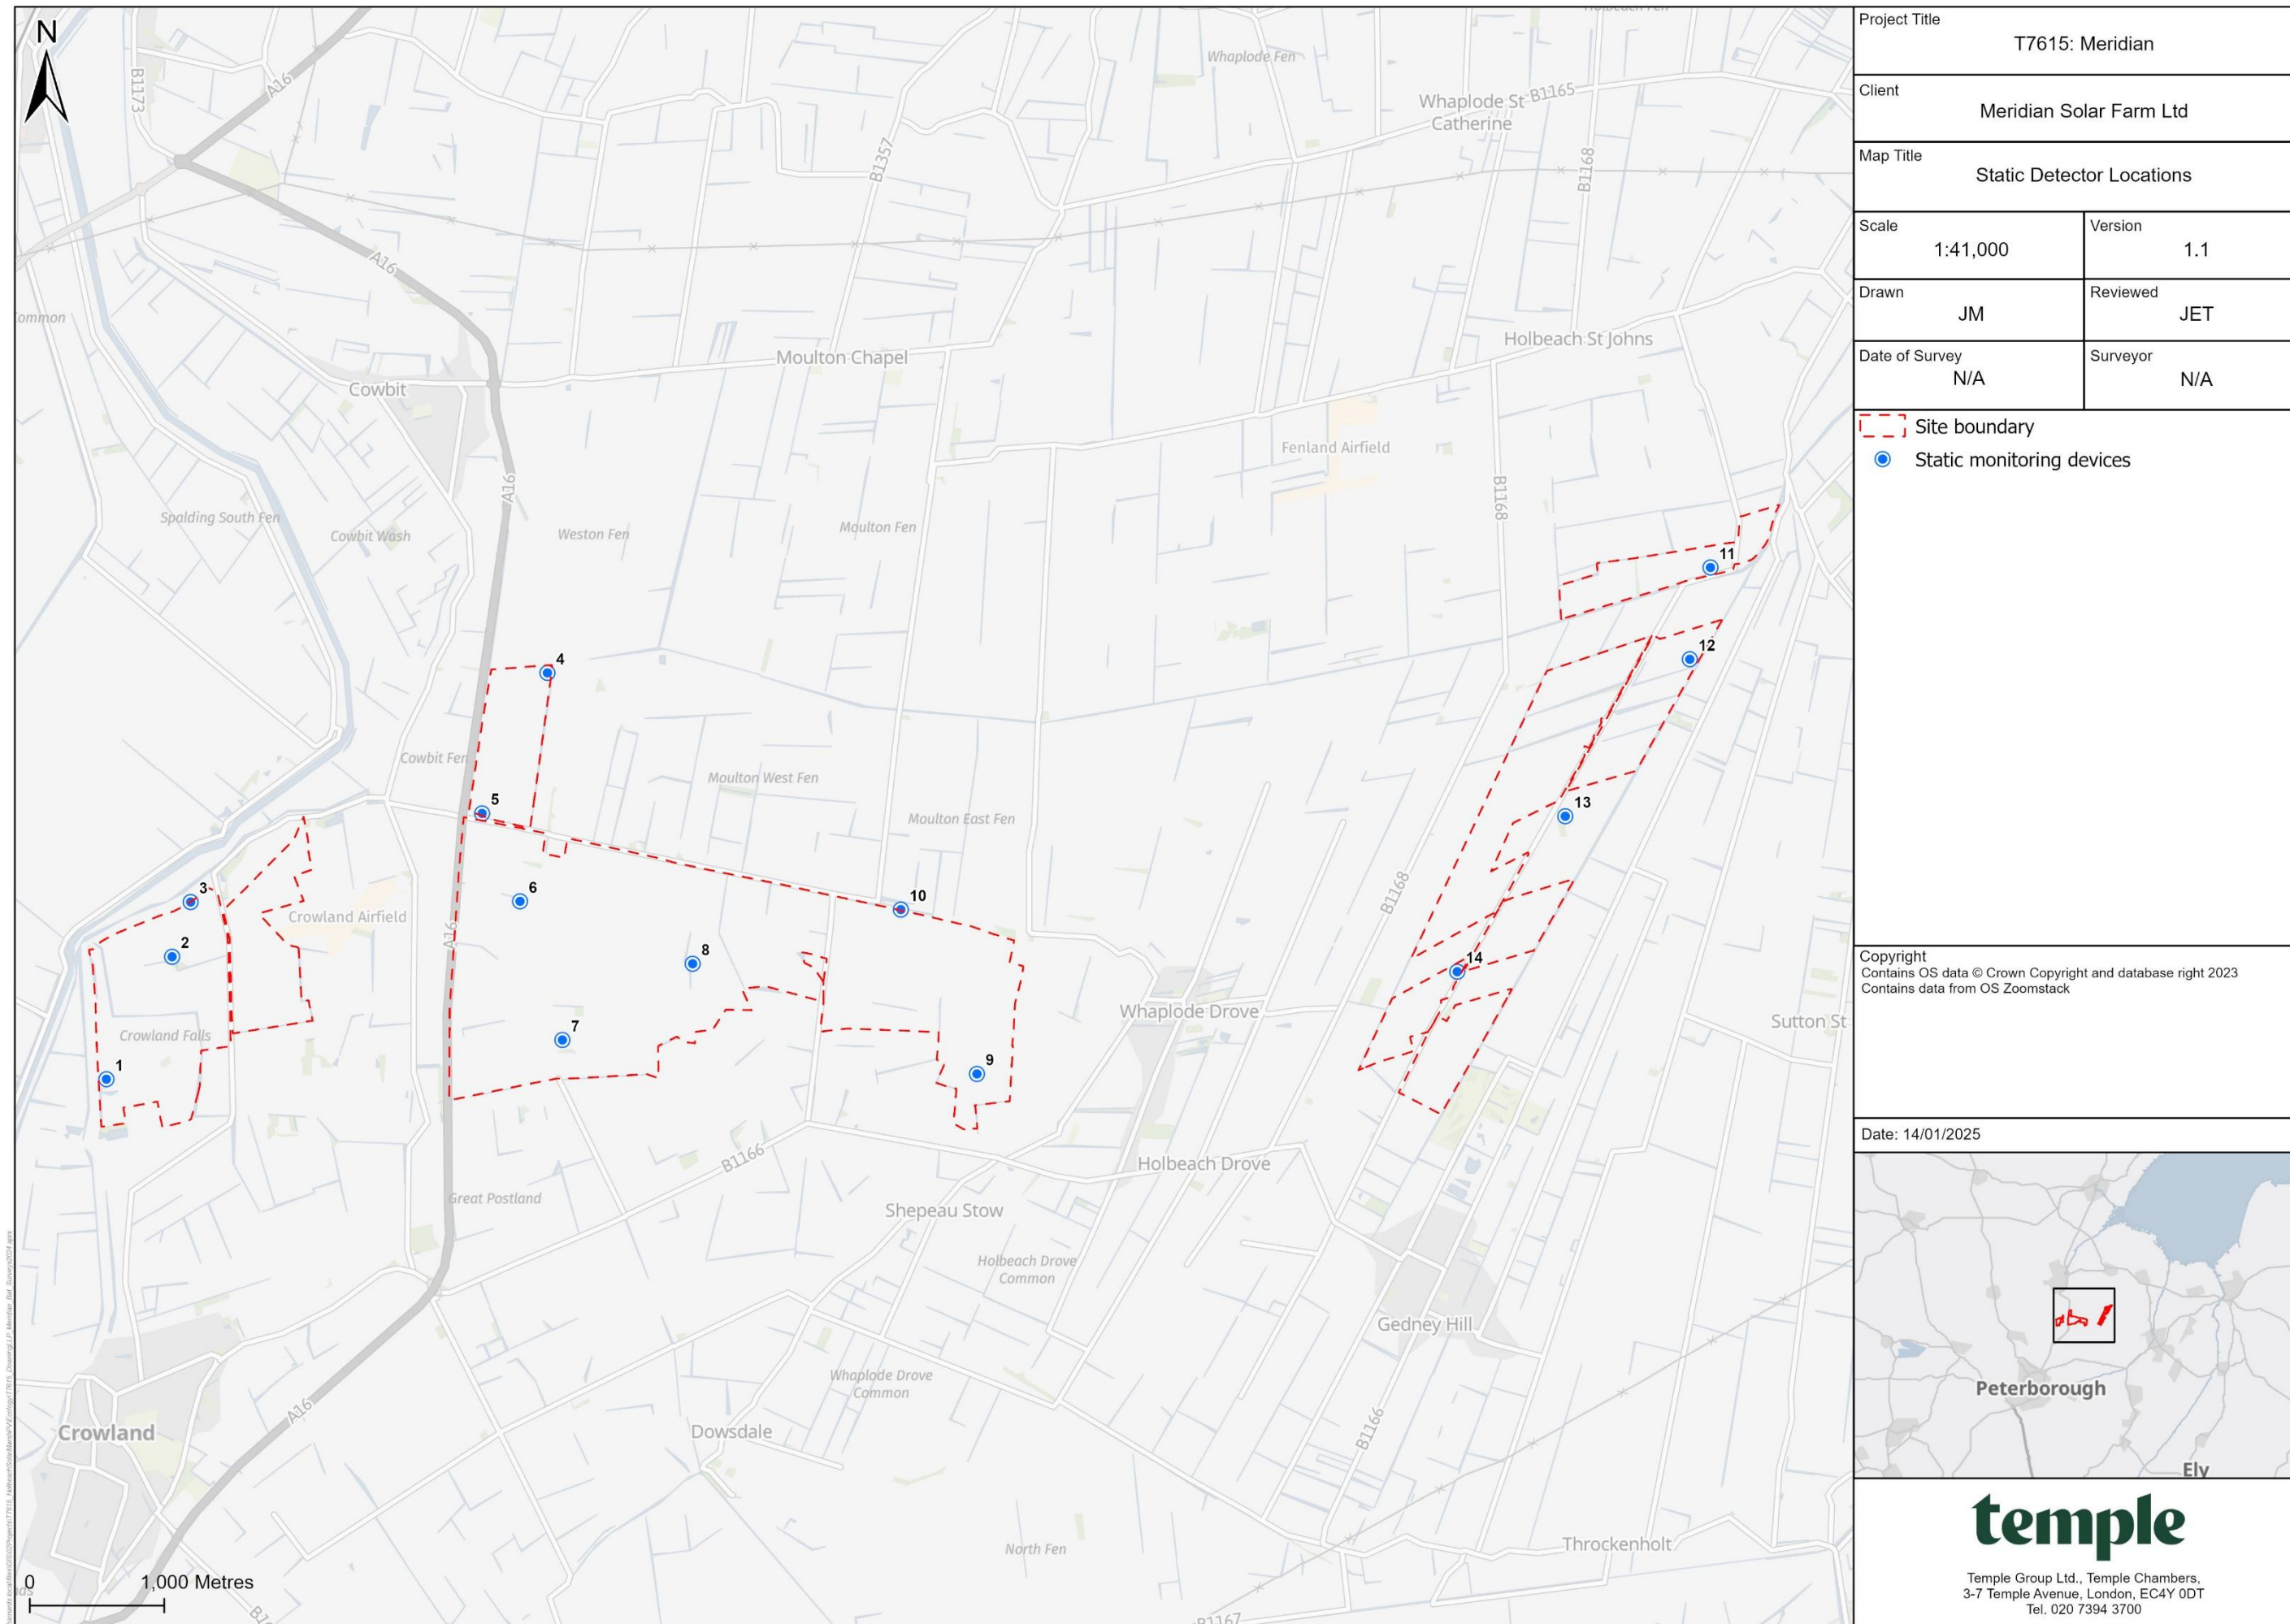 N
B1173
A16
Whaplode Fen
Whaplode St
Catherine
B1165
B1357
B1168
A16
Common
Moulton Chapel
Holbeach St Johns
Cowbit
Fenland Airfield
A16
B1168
Spalding South Fen
Cowbit Wash
Weston Fen
Moulton Fen
11
12
4
Cowbit Fen
Moulton West Fen
5
Moulton East Fen
13
3
6
10
B1168
Crowland Airfield
A16
2
8
14
Whaplode Drove
Crowland Falls
7
Sutton St
1
9
B1166
Holbeach Drove
Great Postland
Shepeau Stow
Holbeach Drove
Common
Gedney Hill
Whaplode Drove
Common
A16
B1166
Crowland
Dowsdale
North Fen
Throckenholt
0
1,000 Metres
B1167
Project Title
T7615: Meridian
Client
Meridian Solar Farm Ltd
Map Title
Static Detector Locations
Scale
1:41,000
Version
1.1
Drawn
JM
Reviewed
JET
Date of Survey
N/A
Surveyor
N/A
Site boundary
Static monitoring devices
Copyright
Contains OS data © Crown Copyright and database right 2023
Contains data from OS Zoomstack
Date: 14/01/2025
Peterborough
Ely
temple
Temple Group Ltd., Temple Chambers,
3-7 Temple Avenue, London, EC4Y 0DT
Tel. 020 7394 3700